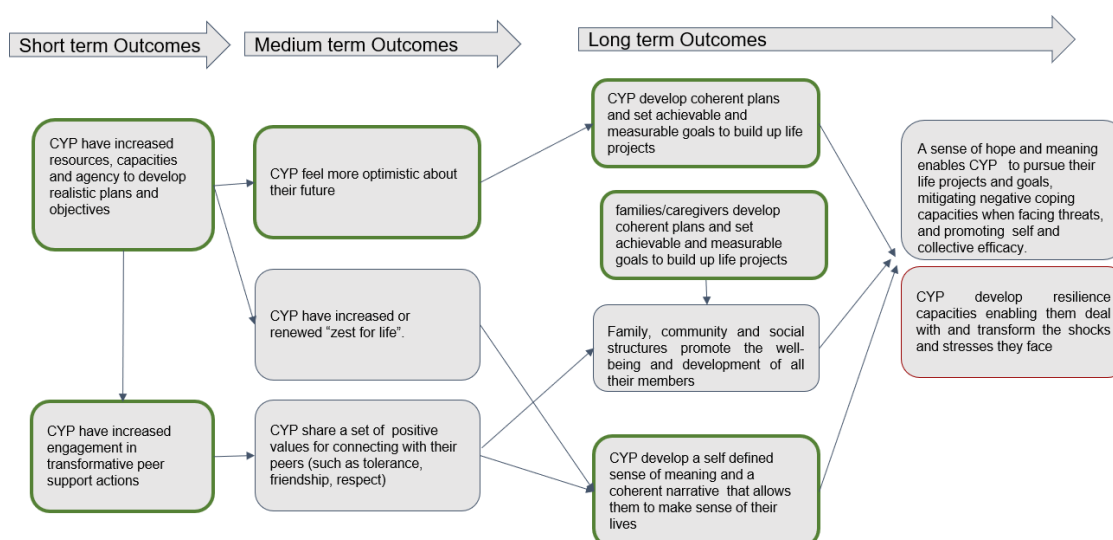 Short term Outcomes
Medium term Outcomes
Long term Outcomes
CYP have increased
resources, capacities
and agency to develop
realistic plans and
objectives
CYP have increased
engagement in
transformative peer
support actions
CYP feel more optimistic about
their future
CYP have increased or
renewed “zest for life”.
CYP share a set of positive
values for connecting with their
peers (such as tolerance,
friendship, respect)
CYP develop coherent plans
and set achievable and
measurable goals to build up life
projects
families/caregivers develop
coherent plans and set
achievable and measurable
goals to build up life projects
Family, community and social
structures promote the well-
being and development of all
their members
CYP develop a self defined
sense of meaning and a
coherent narrative that allows
them to make sense of their
lives
A sense of hope and meaning
enables CYP to pursue their
life projects and goals,
mitigating negative coping
capacities when facing threats,
and promoting self and
collective efficacy.
CYP develop resilience
capacities enabling them deal
with and transform the shocks
and stresses they face